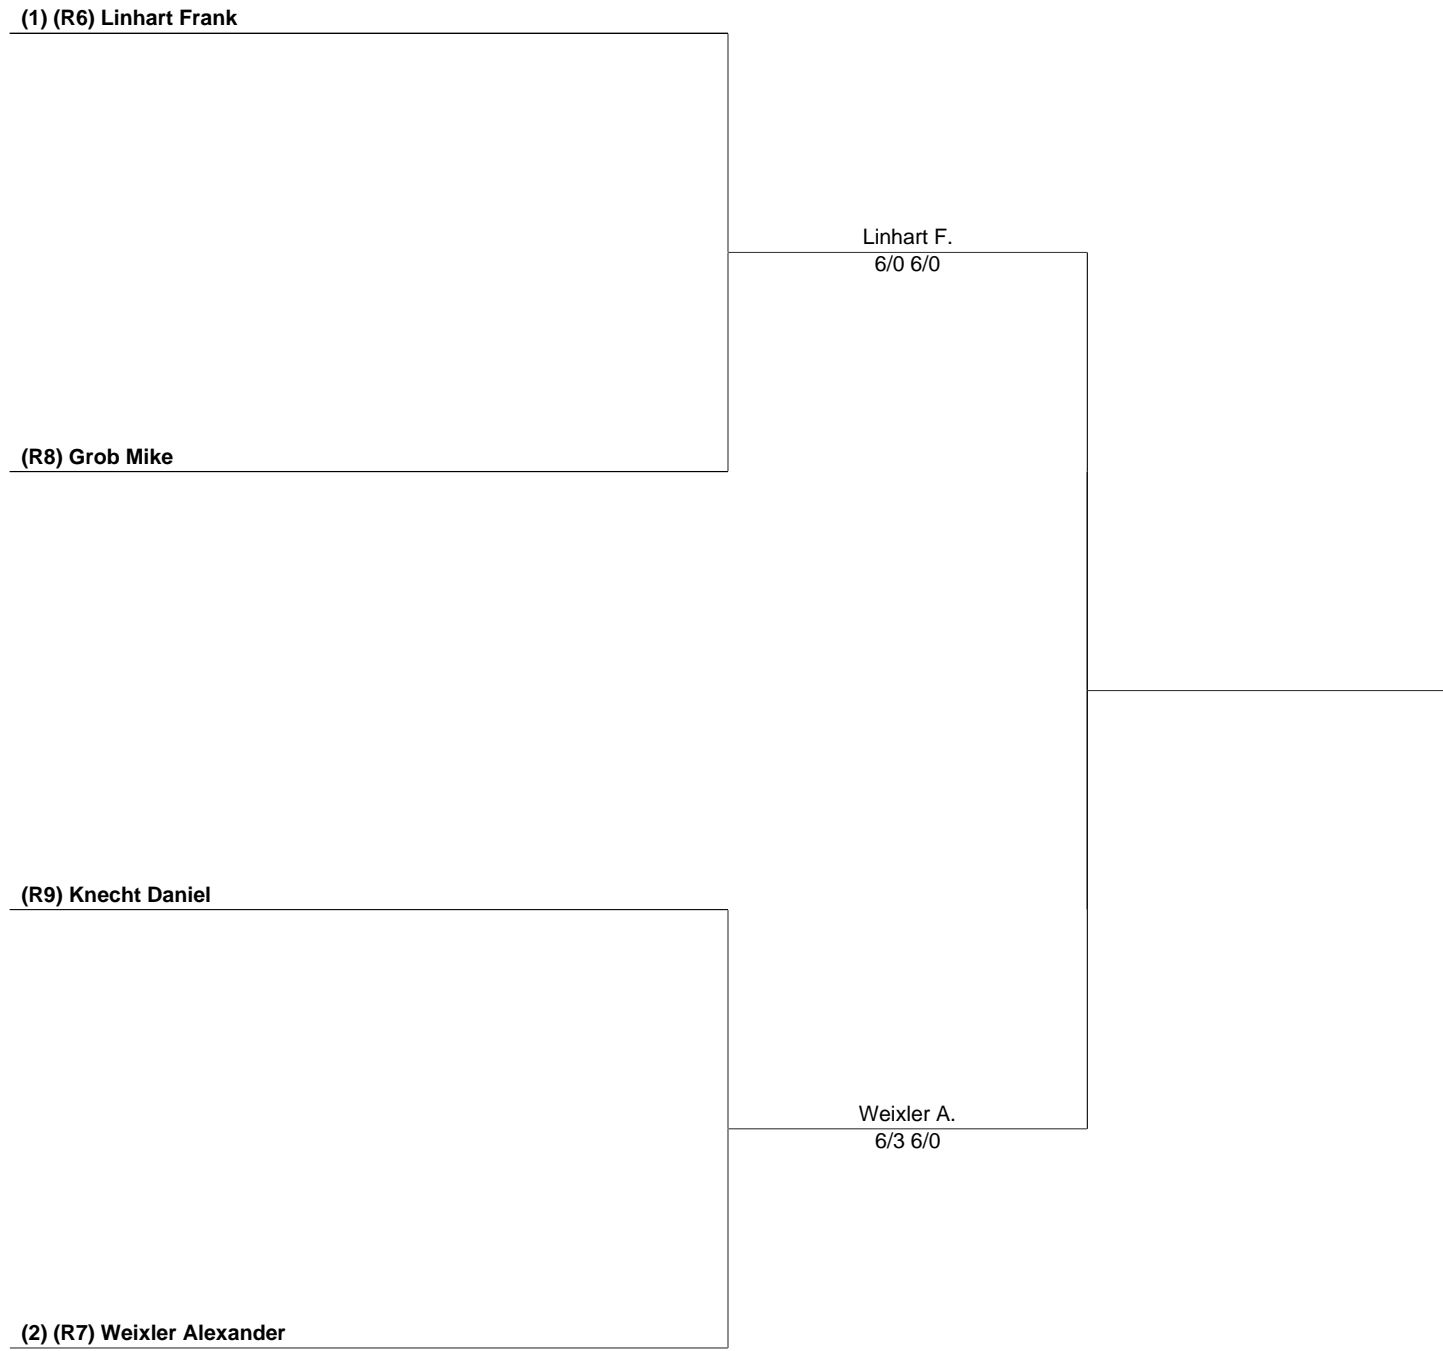 (1) (R6) Linhart Frank
Linhart F.
6/0 6/0
(R8) Grob Mike
(R9) Knecht Daniel
Weixler A.
6/3 6/0
(2) (R7) Weixler Alexander